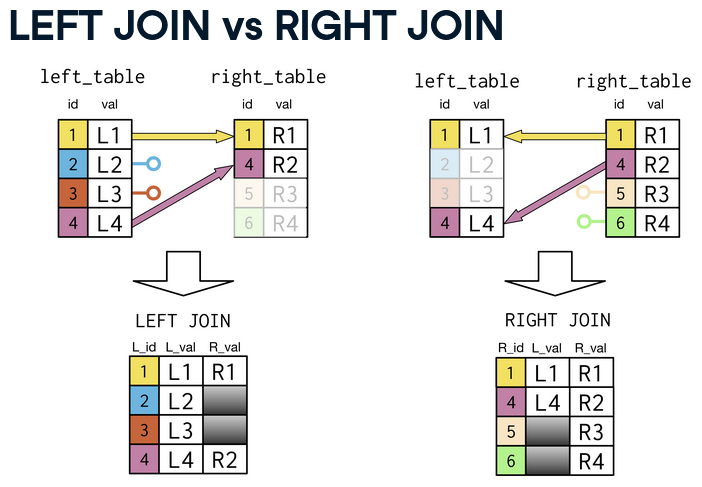 LEFT JOIN vs RIGHT JOIN
left_table right_table
id val id val
1 L1 1 R1
2 L2 4 R2
3 L3 5 R3
4 L4 6 R4
LEFT JOIN
L_id L_val R_val
1 L1 R1
2 L2
3 L3
4 L4 R2
left_table right_table
id val id val
1 L1 1 R1
2 L2 4 R2
3 L3 5 R3
4 L4 6 R4
RIGHT JOIN
R_id L_val R_val
1 L1 R1
4 L4 R2
5 R3
6 R4